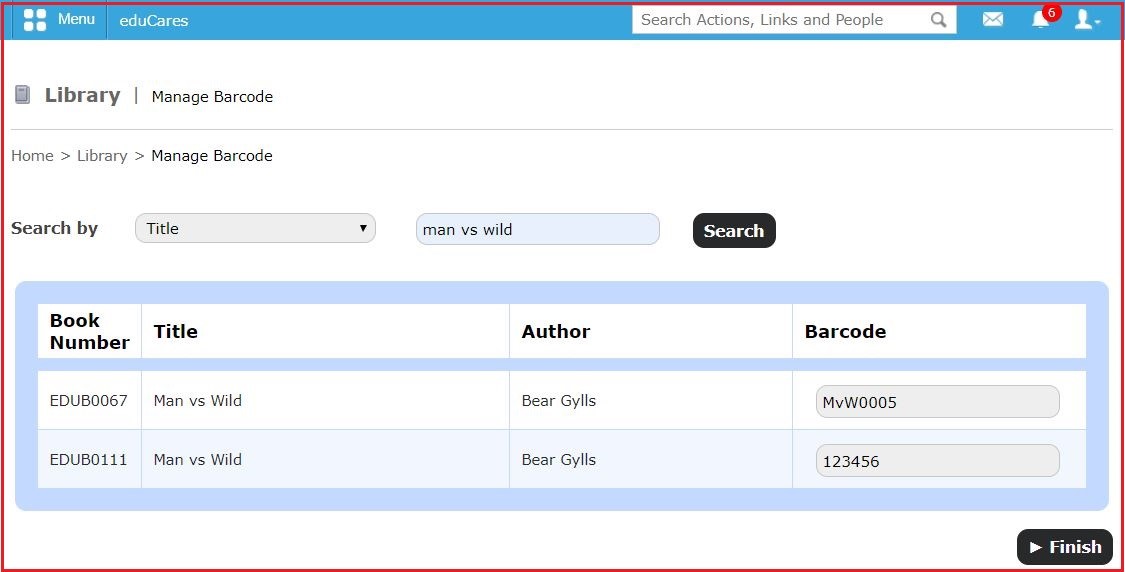 Menu eduCares Search Actions, Links and People 6
Library | Manage Barcode
Home > Library > Manage Barcode
Search by Title man vs wild Search
Book Number Title Author Barcode
EDUB0067 Man vs Wild Bear Gylls MvW0005
EDUB0111 Man vs Wild Bear Gylls 123456
Finish